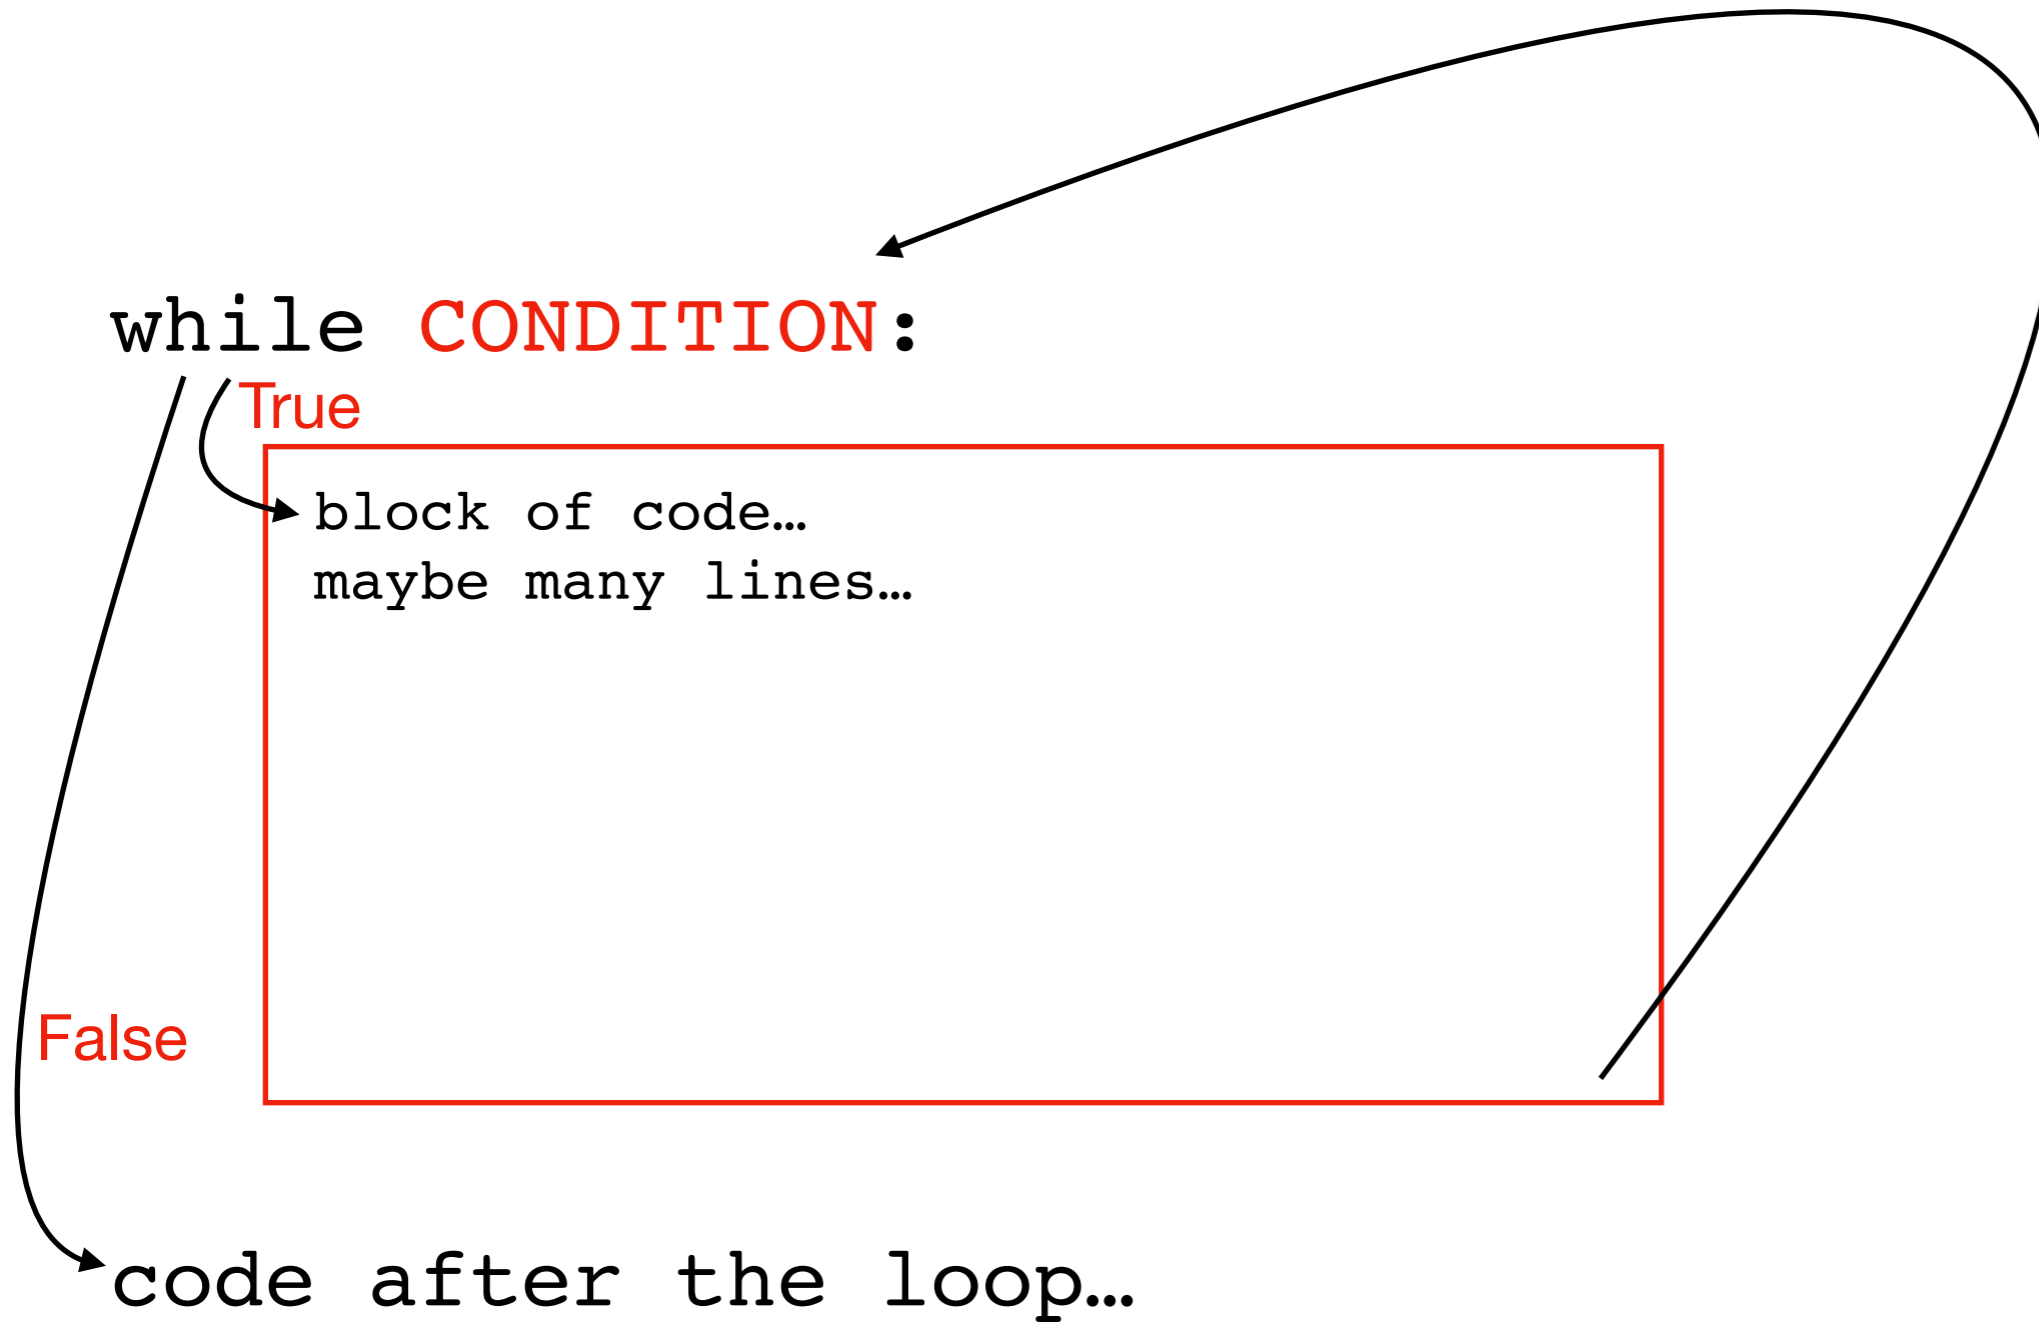 while CONDITION:
True
block of code…
maybe many lines…
False
code after the loop…